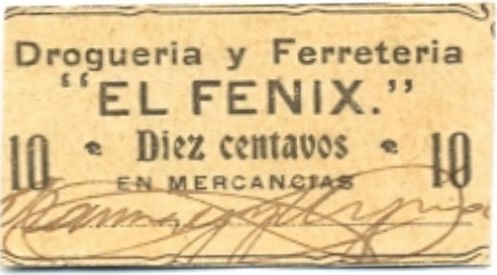 Drogueria y Ferreteria
"EL FENIX."
10 • Diez centavos • 10
EN MERCANCIAS